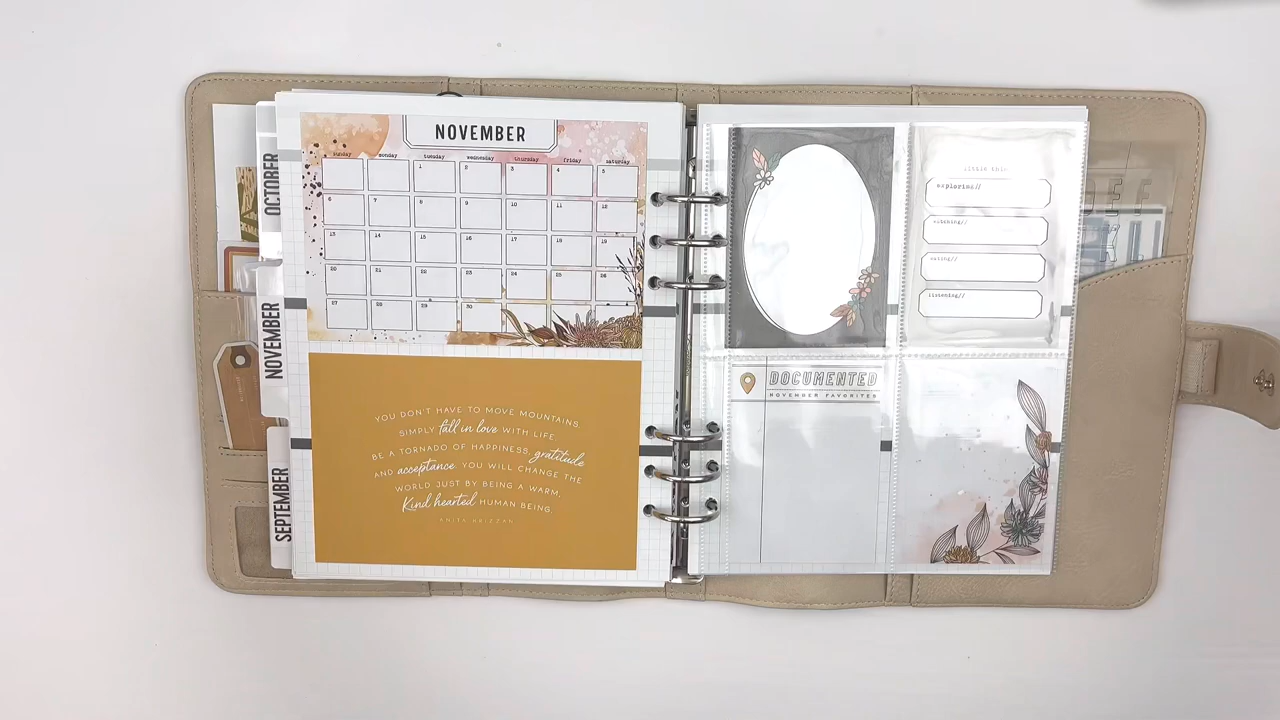 OCTOBER
NOVEMBER
SEPTEMBER
NOVEMBER
sunday monday tuesday wednesday thursday friday saturday
1 2 3 4 5
6 7 8 9 10 11 12
13 14 15 16 17 18 19
20 21 22 23 24 25 26
27 28 29 30
YOU DON'T HAVE TO MOVE MOUNTAINS.
SIMPLY fall in love WITH LIFE.
BE A TORNADO OF HAPPINESS, gratitude
AND acceptance. YOU WILL CHANGE THE
WORLD JUST BY BEING A WARM,
Kind hearted HUMAN BEING.
ANITA KRIZZAN
little thin
exploring//
watching//
eating//
listening//
DOCUMENTED
NOVEMBER FAVORITES
DEF